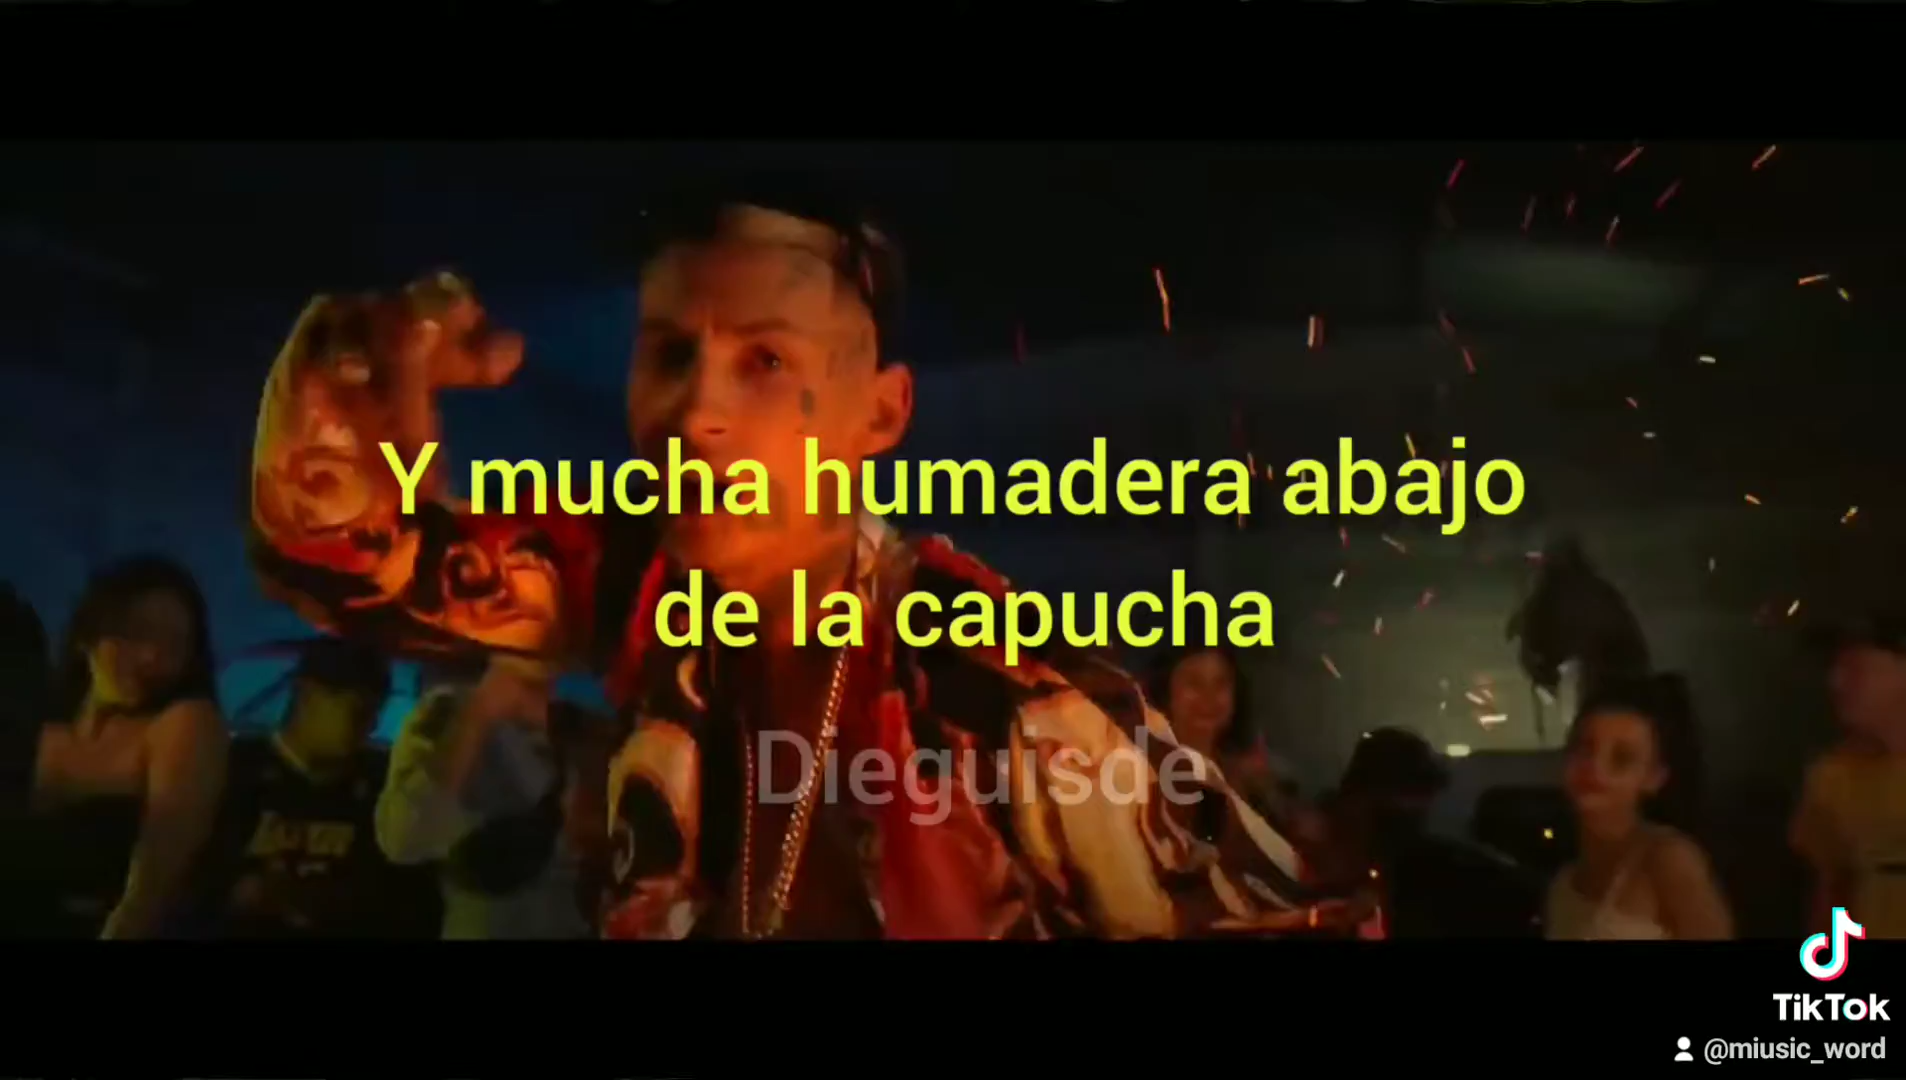 Y mucha humadera abajo
de la capucha
Dieguisde
TikTok
@miusic_word